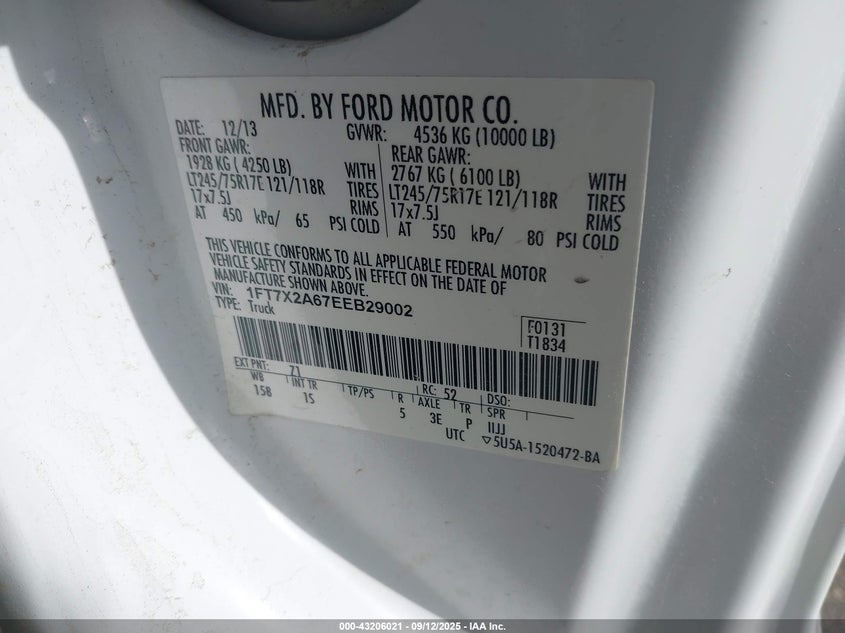 MFD. BY FORD MOTOR CO.
DATE: 12/13 GVWR: 4536 KG (10000 LB)
FRONT GAWR: REAR GAWR:
1928 KG ( 4250 LB) WITH 2767 KG ( 6100 LB) WITH
LT245/75R17E 121/118R TIRES LT245/75R17E 121/118R TIRES
17x7.5J RIMS 17x7.5J RIMS
AT 450 kPa/ 65 PSI COLD AT 550 kPa/ 80 PSI COLD
THIS VEHICLE CONFORMS TO ALL APPLICABLE FEDERAL MOTOR
VEHICLE SAFETY STANDARDS IN EFFECT ON THE DATE OF
MANUFACTURE SHOWN ABOVE.
VIN: 1FT7X2A67EEB29002
TYPE: Truck
F0131
T1834
EXT PNT: 71 RC: 52 DSO:
WB INT TR TP/PS R AXLE TR SPR
158 15 5 3E P IIJJ
UTC ▽5U5A-1520472-BA
000-43206021 - 09/12/2025 - IAA Inc.